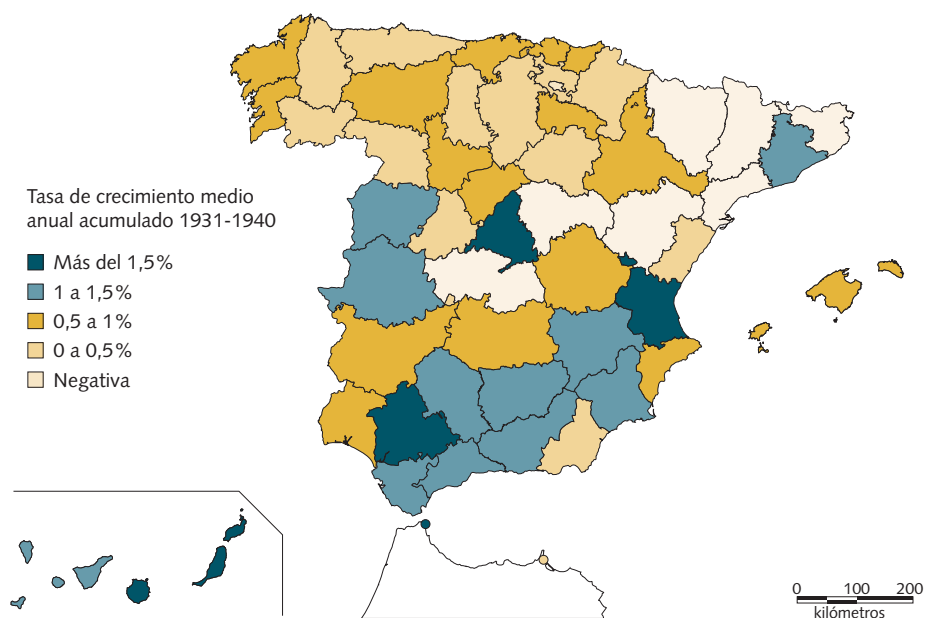 Tasa de crecimiento medio
anual acumulado 1931-1940
Más del 1,5%
1 a 1,5%
0,5 a 1%
0 a 0,5%
Negativa
0 100 200
kilómetros